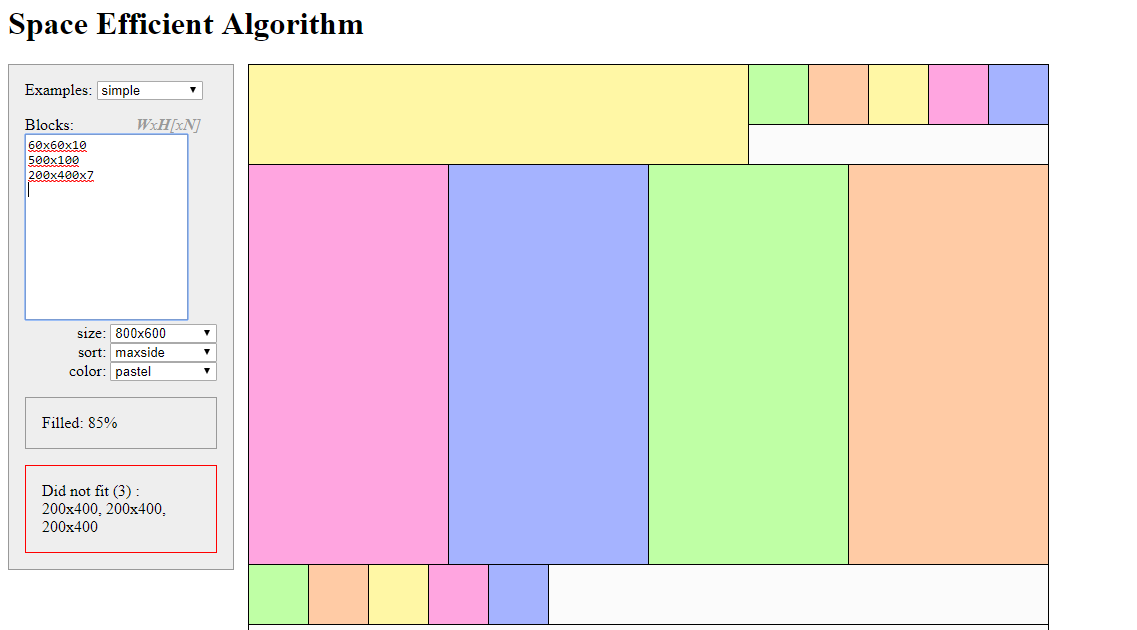 Space Efficient Algorithm
Examples: simple
Blocks: WxH[xN]
60x60x10
500x100
200x400x7
size: 800x600
sort: maxside
color: pastel
Filled: 85%
Did not fit (3) :
200x400, 200x400,
200x400